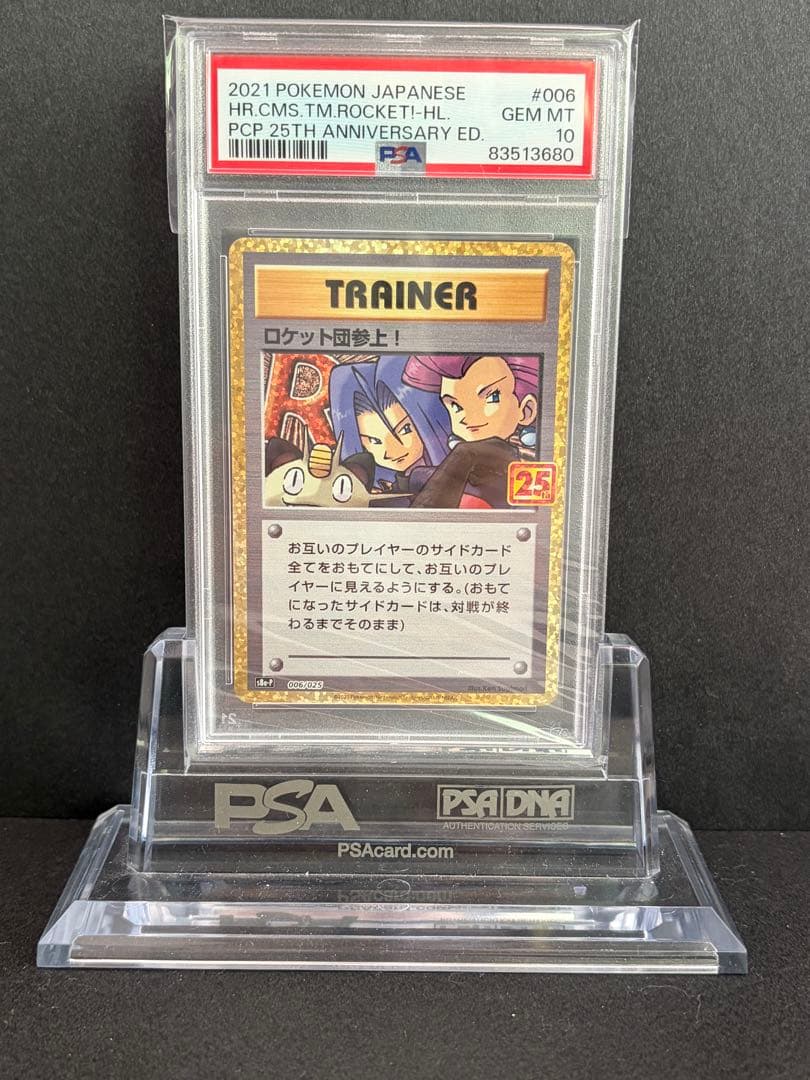 2021 POKEMON JAPANESE #006
HR.CMS.TM.ROCKET!-HL. GEM MT
PCP 25TH ANNIVERSARY ED. 10
PSA 83513680
TRAINER
ロケット団参上！
R
25th
お互いのプレイヤーのサイドカード
全てをおもてにして、お互いのプレ
イヤーに見えるようにする。(おもて
になったサイドカードは、対戦が終
わるまでそのまま)
s8a-P 006/025
Illus. Ken Sugimori
PSA
PSA DNA
AUTHENTICATION SERVICES
PSAcard.com